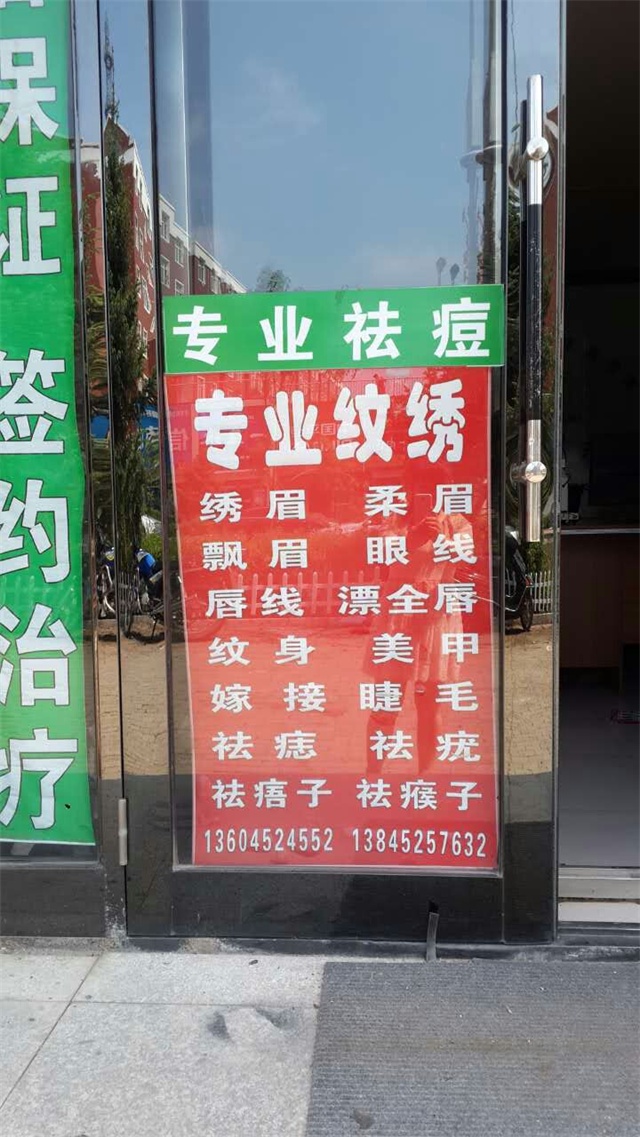 保证 签约治疗
专业祛痘
专业纹绣
绣眉 柔眉
飘眉 眼线
唇线 漂全唇
纹身 美甲
嫁接 睫毛
祛痣 祛疣
祛痦子 祛瘊子
13604524552 13845257632